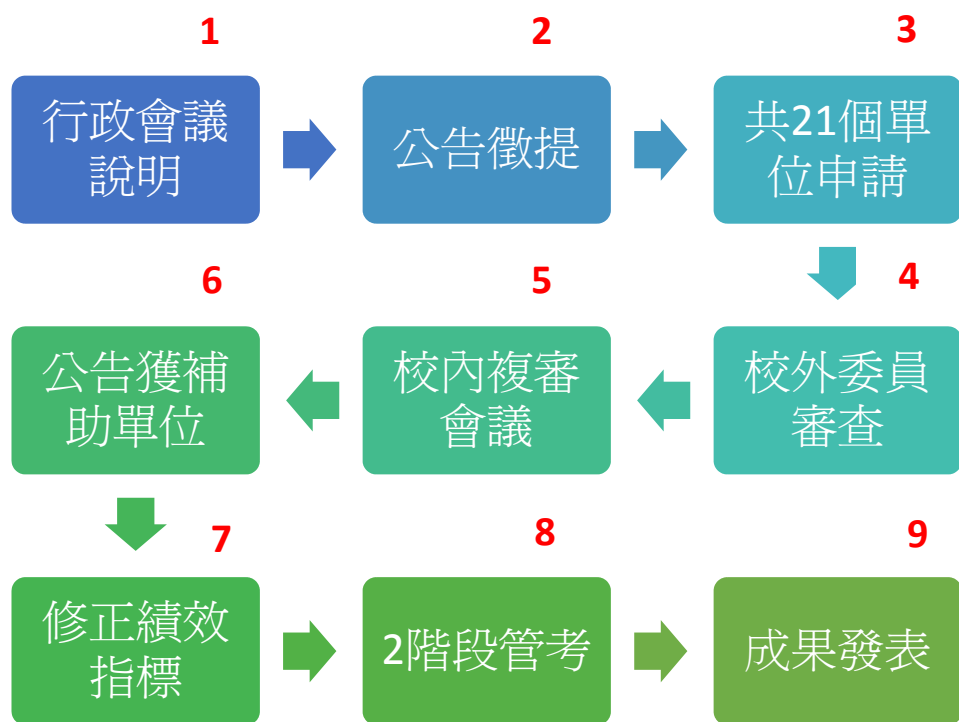 1
行政會議
說明
2
公告徵提
3
共21個單
位申請
4
校外委員
審查
5
校內複審
會議
6
公告獲補
助單位
7
修正績效
指標
8
2階段管考
9
成果發表